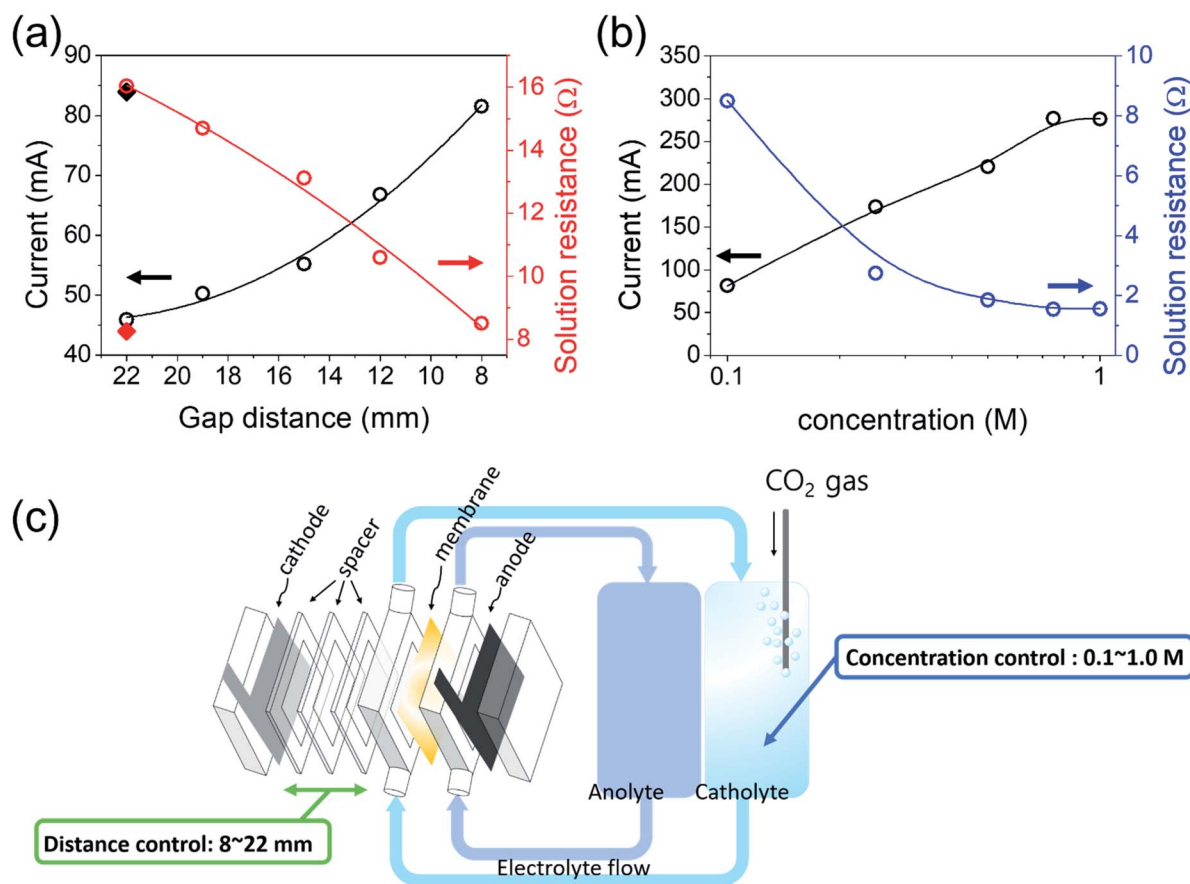 (a)
90
80
70
60
50
40
Current (mA)
16
14
12
10
8
Solution resistance (Ω)
22 20 18 16 14 12 10 8
Gap distance (mm)
(b)
350
300
250
200
150
100
50
0
Current (mA)
10
8
6
4
2
0
Solution resistance (Ω)
0.1 1
concentration (M)
(c)
cathode
spacer
membrane
anode
CO₂ gas
Concentration control : 0.1~1.0 M
Anolyte
Catholyte
Distance control: 8~22 mm
Electrolyte flow